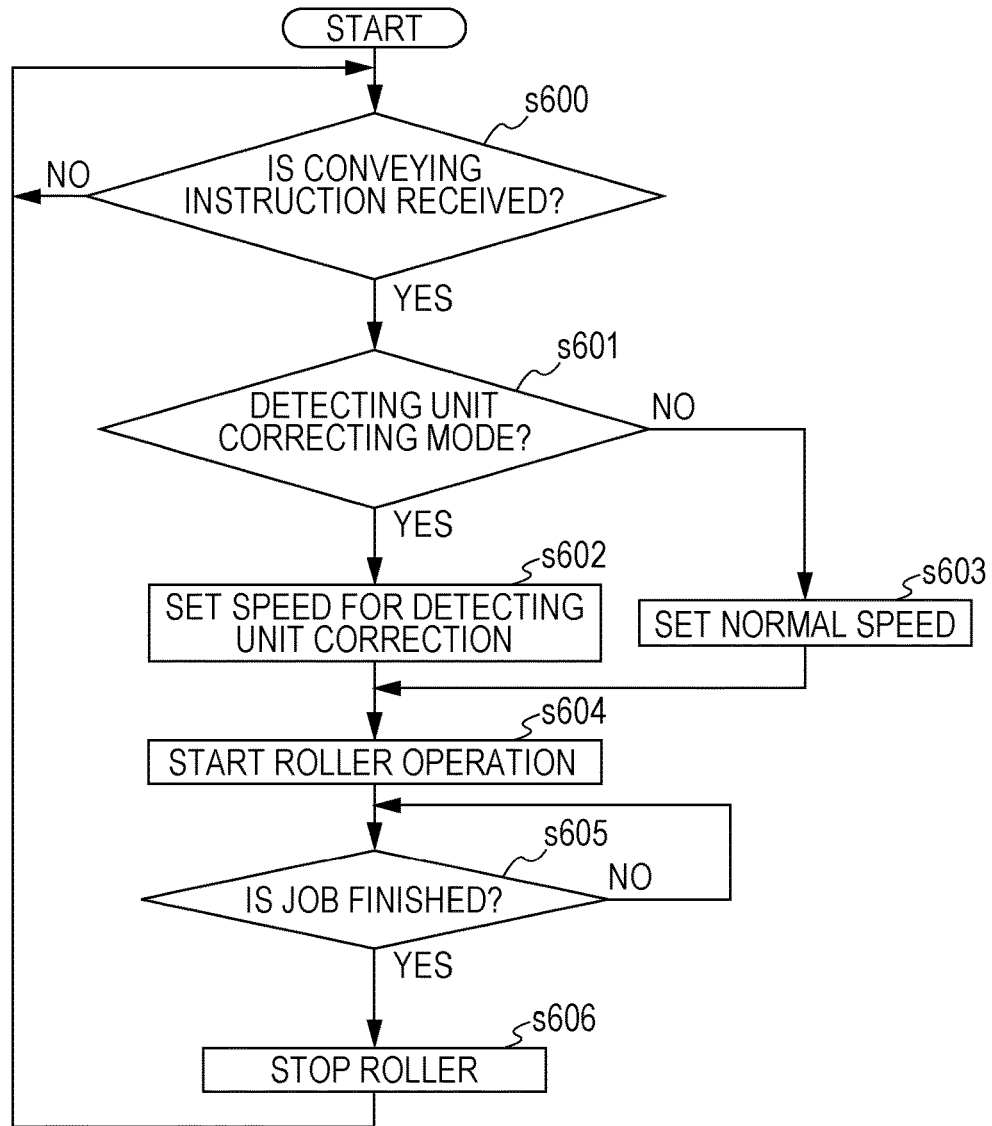 START
s600
IS CONVEYING
INSTRUCTION RECEIVED?
NO
YES
s601
DETECTING UNIT
CORRECTING MODE?
NO
YES
s602
SET SPEED FOR DETECTING
UNIT CORRECTION
s603
SET NORMAL SPEED
s604
START ROLLER OPERATION
s605
IS JOB FINISHED?
NO
YES
s606
STOP ROLLER